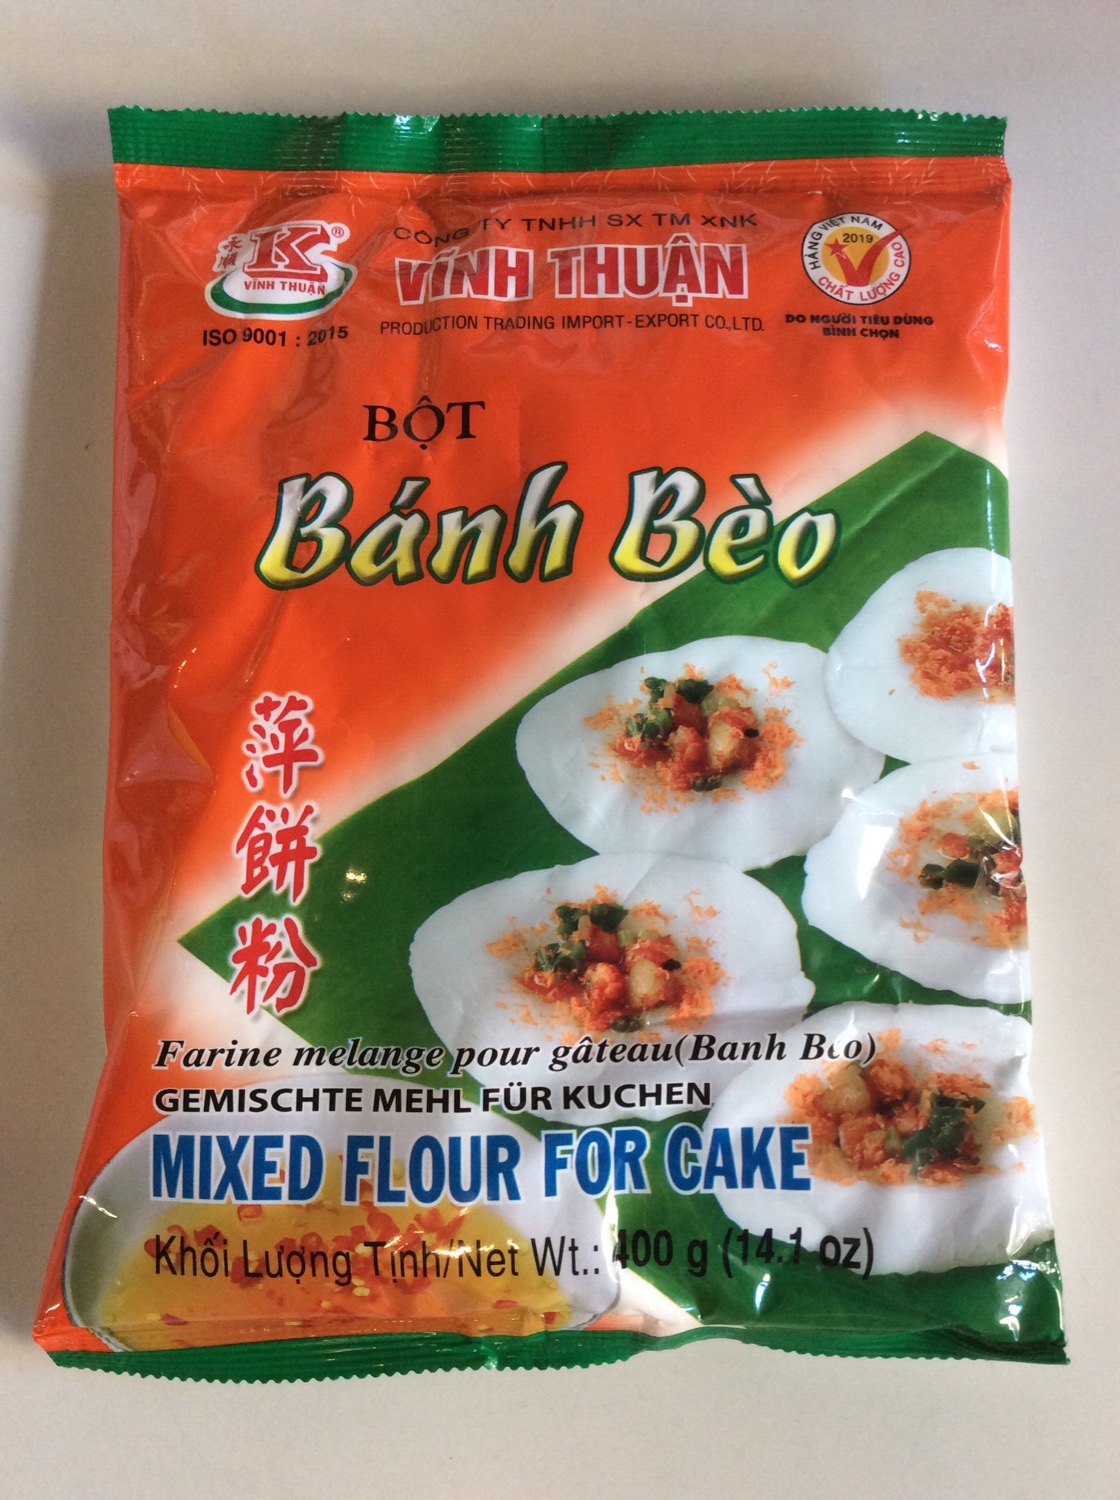 永順
K®
VĨNH THUẬN
ISO 9001 : 2015
CÔNG TY TNHH SX TM XNK
VĨNH THUẬN
PRODUCTION TRADING IMPORT-EXPORT CO.,LTD.
HÀNG VIỆT NAM
2019
CHẤT LƯỢNG CAO
DO NGƯỜI TIÊU DÙNG
BÌNH CHỌN
BỘT
Bánh Bèo
萍餅粉
Farine melange pour gâteau(Banh Beo)
GEMISCHTE MEHL FÜR KUCHEN
MIXED FLOUR FOR CAKE
Khối Lượng Tịnh/Net Wt.: 400 g (14.1 oz)